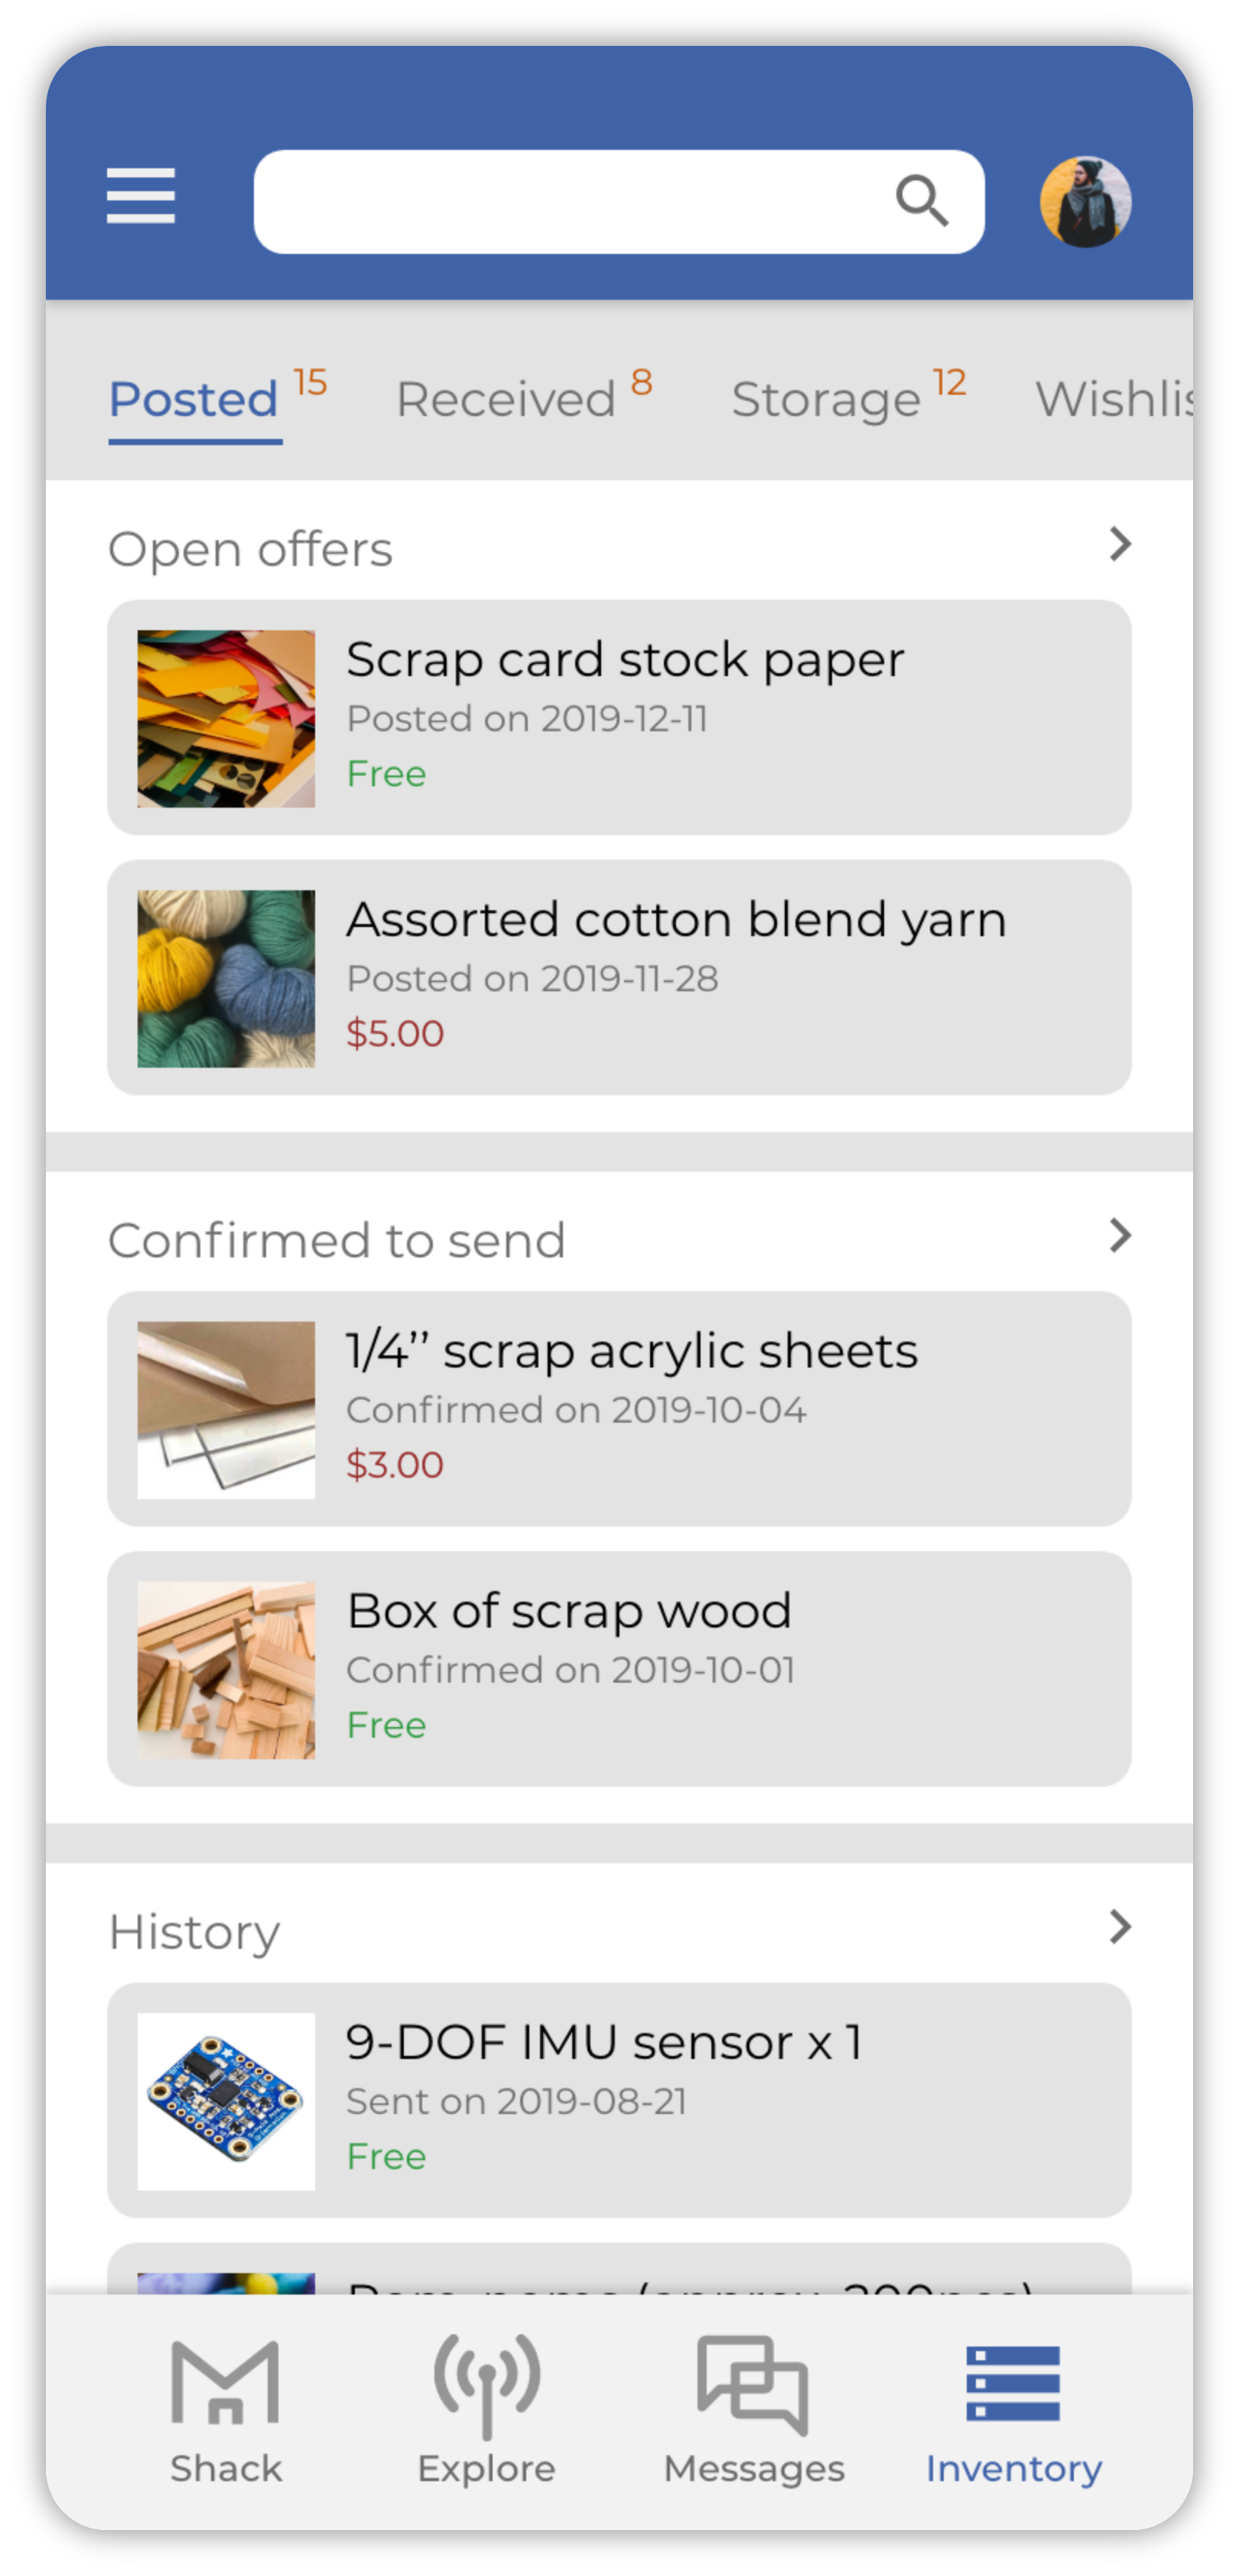 Posted 15 Received 8 Storage 12 Wishlis
Open offers
Scrap card stock paper
Posted on 2019-12-11
Free
Assorted cotton blend yarn
Posted on 2019-11-28
$5.00
Confirmed to send
1/4’’ scrap acrylic sheets
Confirmed on 2019-10-04
$3.00
Box of scrap wood
Confirmed on 2019-10-01
Free
History
9-DOF IMU sensor x 1
Sent on 2019-08-21
Free
Shack Explore Messages Inventory